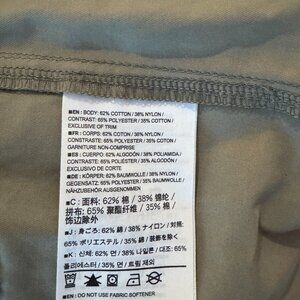 ■EN : BODY: 62% COTTON / 38% NYLON /
CONTRAST: 65% POLYESTER / 35% COTTON /
EXCLUSIVE OF TRIM
■FR : CORPS: 62% COTON / 38% NYLON /
CONTRASTE: 65% POLYESTER / 35% COTON /
GARNITURE NON-COMPRISE
■ES : CUERPO: 62% ALGODÓN / 38% POLIAMIDA /
CONTRASTE: 65% POLIÉSTER / 35% ALGODÓN /
EXCLUSIVO DE CORTE
■DE : KÖRPER: 62% BAUMWOLLE / 38% NYLON /
GEGENSATZ: 65% POLYESTER / 35% BAUMWOLLE /
NÄHZUBEHÖR AUSGENOMMEN
■C : 面料: 62% 棉 / 38% 锦纶 /
拼布: 65% 聚酯纤维 / 35% 棉 /
饰边除外
■J : 身ごろ: 62% 綿 / 38% ナイロン / 対照:
65% ポリエステル / 35% 綿 / 装飾を除く
■K : 신체: 62% 면 / 38% 나일론 / 대조: 65%
폴리에스터 / 35% 면 / 트림 제외
■EN : DO NOT USE FABRIC SOFTENER